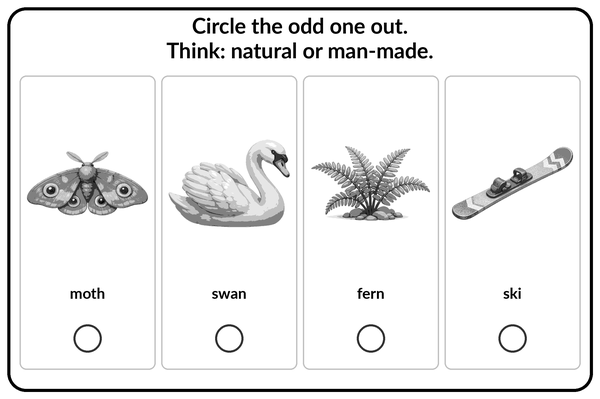 Circle the odd one out.
Think: natural or man-made.
moth
swan
fern
ski